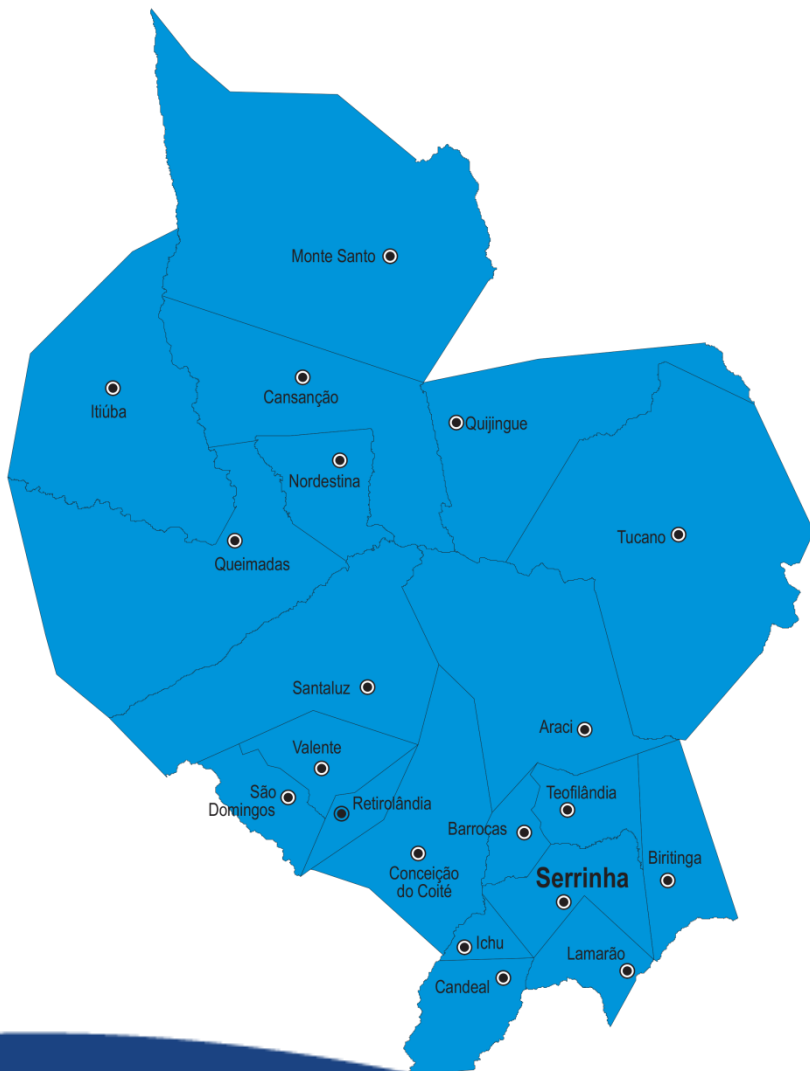 Monte Santo
Cansanção
Itiúba
Quijingue
Nordestina
Tucano
Queimadas
Santaluz
Araci
Valente
São
Domingos
Retirolândia
Teofilândia
Barrocas
Biritinga
Conceição
do Coité
Serrinha
Ichu
Lamarão
Candeal